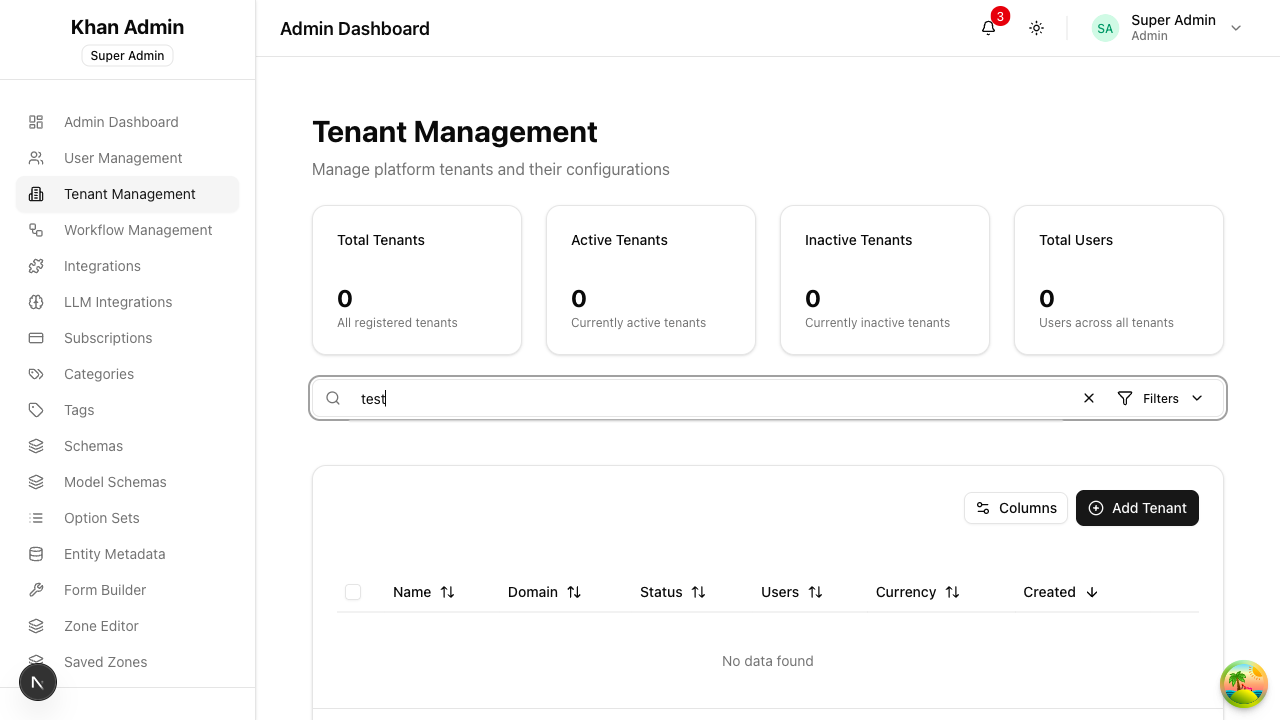 Khan Admin
Super Admin
Admin Dashboard
User Management
Tenant Management
Workflow Management
Integrations
LLM Integrations
Subscriptions
Categories
Tags
Schemas
Model Schemas
Option Sets
Entity Metadata
Form Builder
Zone Editor
Saved Zones
N
Admin Dashboard
3
SA
Super Admin
Admin
Tenant Management
Manage platform tenants and their configurations
Total Tenants
0
All registered tenants
Active Tenants
0
Currently active tenants
Inactive Tenants
0
Currently inactive tenants
Total Users
0
Users across all tenants
test
Filters
Columns
Add Tenant
Name Domain Status Users Currency Created
No data found